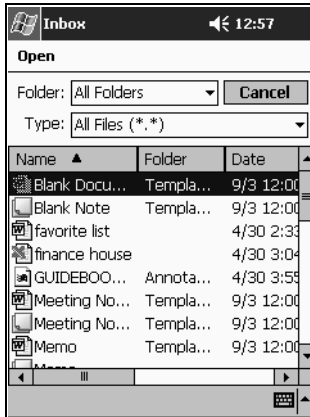 Inbox 12:57
Open
Folder: All Folders Cancel
Type: All Files (*.*)
Name Folder Date
Blank Docu... Templa... 9/3 12:00
Blank Note Templa... 9/3 12:00
favorite list 4/30 2:33
finance house 4/30 3:04
GUIDEBOO... Annota... 4/30 3:55
Meeting No... Templa... 9/3 12:00
Meeting No... Templa... 9/3 12:00
Memo Templa... 9/3 12:00